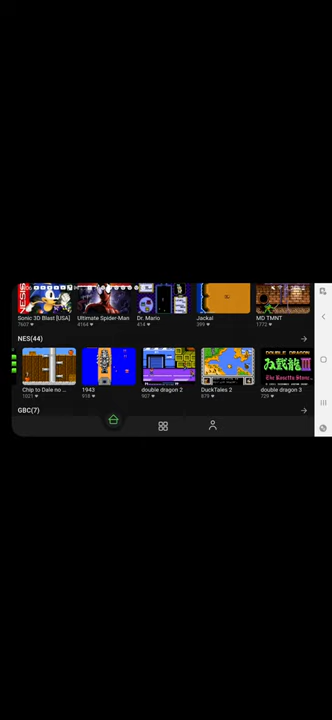 Sonic 3D Blast [USA] Ultimate Spider-Man Dr. Mario Jackal MD TMNT
7607 4164 414 399 1772
NES(44)
DOUBLE DRAGON
The Rosetta Stone
Chip to Dale no ... 1943 double dragon 2 DuckTales 2 double dragon 3
1021 918 907 879 729
GBC(7)